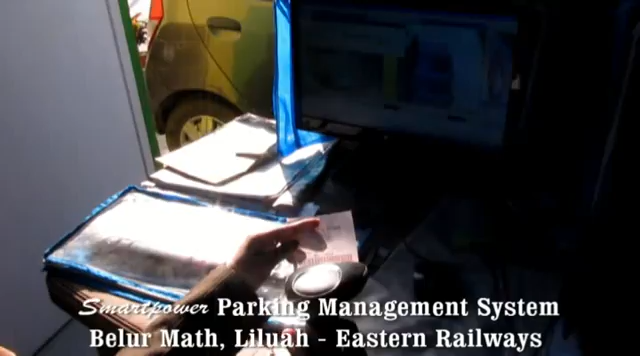 Smartpower Parking Management System
Belur Math, Liluah - Eastern Railways